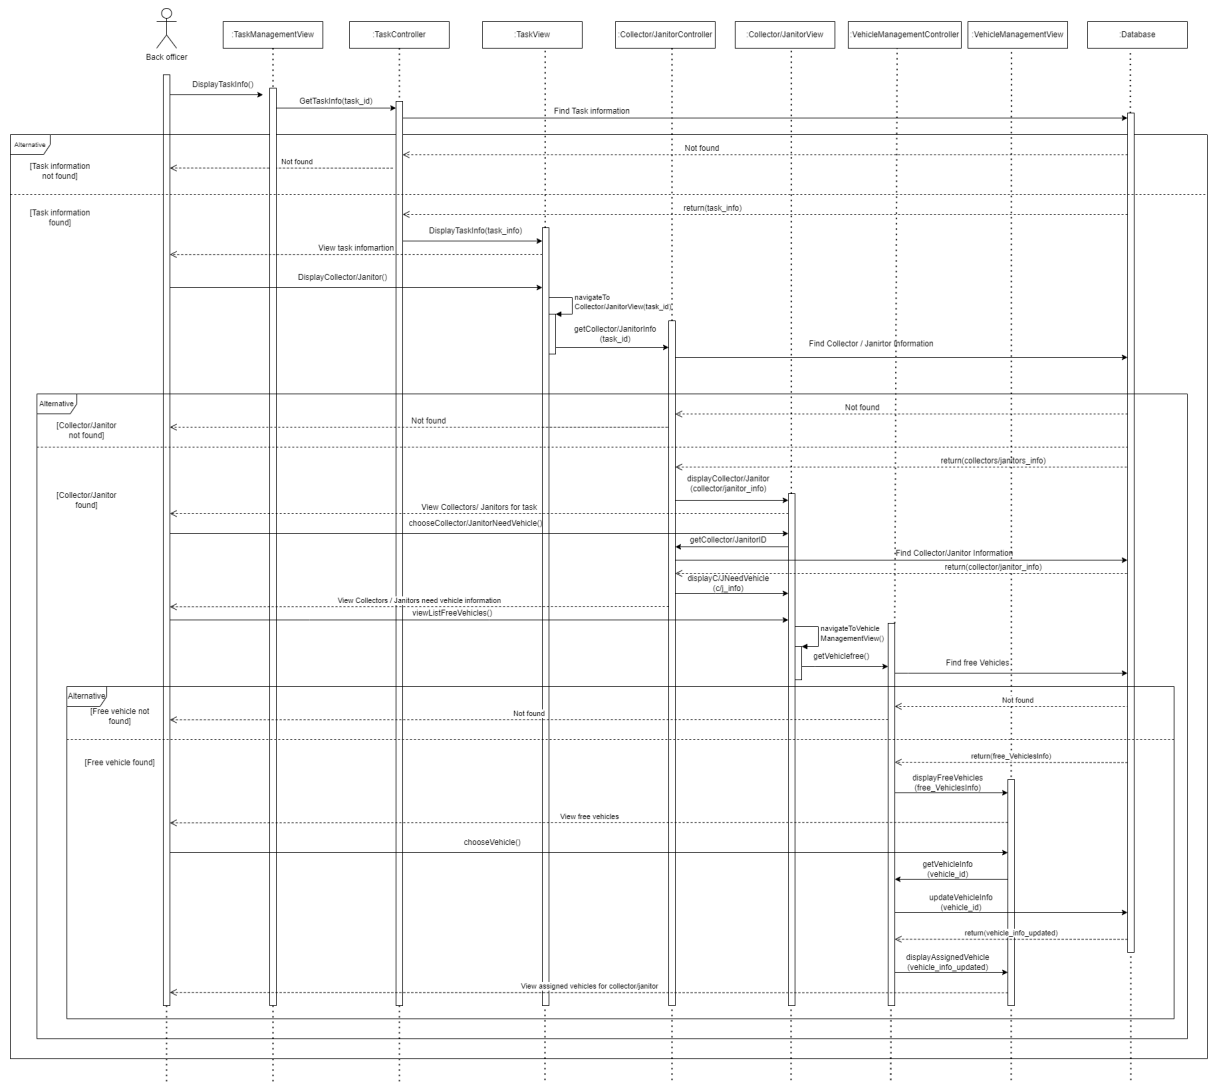 :TaskManagementView
:TaskController
:TaskView
:Collector/JanitorController
:Collector/JanitorView
:VehicleManagementController
:VehicleManagementView
:Database
Back officer
DisplayTaskInfo()
GetTaskInfo(task_id)
Find Task information
Alternative
Not found
[Task information
not found]
Not found
[Task information
found]
return(task_info)
DisplayTaskInfo(task_info)
View task infomartion
DisplayCollector/Janitor()
navigateTo
Collector/JanitorView(task_id)
getCollector/JanitorInfo
(task_id)
Find Collector / Janirtor Information
Alternative
Not found
[Collector/Janitor
not found]
Not found
return(collectors/janitors_info)
[Collector/Janitor
found]
displayCollector/Janitor
(collector/janitor_info)
View Collectors/ Janitors for task
chooseCollector/JanitorNeedVehicle()
getCollector/JanitorID
Find Collector/Janitor Information
return(collector/janitor_info)
displayC/JNeedVehicle
(c/j_info)
View Collectors / Janitors need vehicle information
viewListFreeVehicles()
navigateToVehicle
ManagementView()
getVehiclefree()
Find free Vehicles
Alternative
Not found
[Free vehicle not
found]
Not found
return(free_VehiclesInfo)
[Free vehicle found]
displayFreeVehicles
(free_VehiclesInfo)
View free vehicles
chooseVehicle()
getVehicleInfo
(vehicle_id)
updateVehicleInfo
(vehicle_id)
return(vehicle_info_updated)
displayAssignedVehicle
(vehicle_info_updated)
View assigned vehicles for collector/janitor